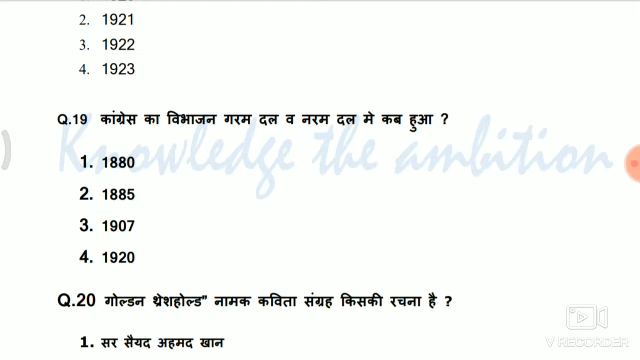 2. 1921
3. 1922
4. 1923
Q.19 कांग्रेस का विभाजन गरम दल व नरम दल मे कब हुआ ?
Knowledge the ambition
1. 1880
2. 1885
3. 1907
4. 1920
Q.20 गोल्डन थ्रेशहोल्ड” नामक कविता संग्रह किसकी रचना है ?
1. सर सैयद अहमद खान
V RECORDER